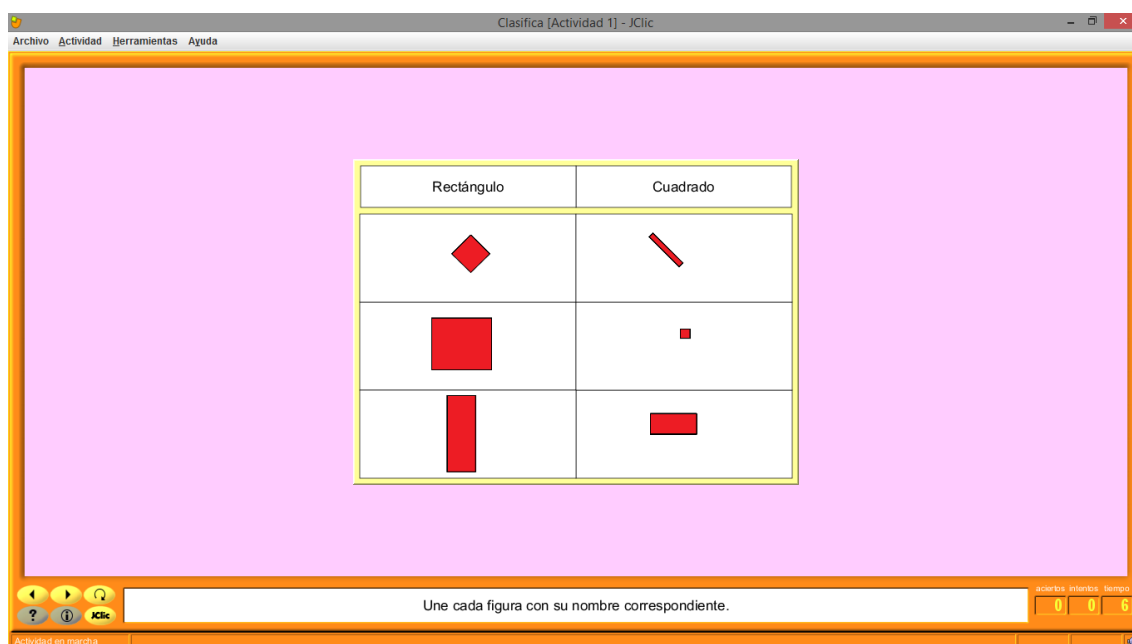 Clasifica [Actividad 1] - JClic
Archivo Actividad Herramientas Ayuda
Rectángulo Cuadrado
Une cada figura con su nombre correspondiente.
aciertos intentos tiempo
0 0 6
? i JClic
Actividad en marcha